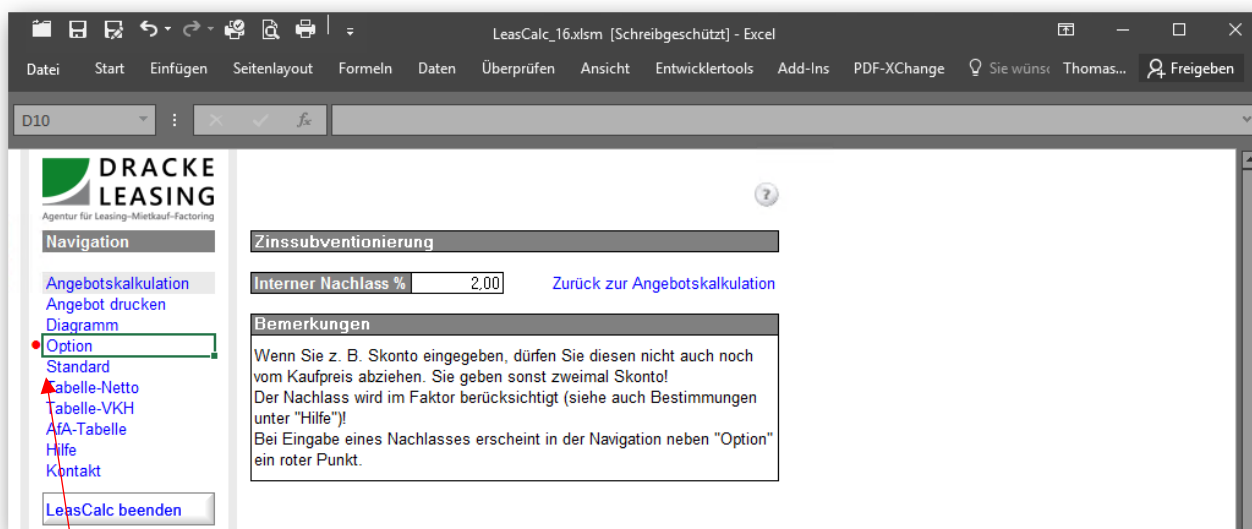 LeasCalc_16.xlsm [Schreibgeschützt] - Excel
Datei Start Einfügen Seitenlayout Formeln Daten Überprüfen Ansicht Entwicklertools Add-Ins PDF-XChange Sie wünsc Thomas... Freigeben
D10 fx
DRACKE
LEASING
Agentur für Leasing-Mietkauf-Factoring
Navigation
Angebotskalkulation
Angebot drucken
Diagramm
Option
Standard
Tabelle-Netto
Tabelle-VKH
AfA-Tabelle
Hilfe
Kontakt
LeasCalc beenden
?
Zinssubventionierung
Interner Nachlass % 2,00 Zurück zur Angebotskalkulation
Bemerkungen
Wenn Sie z. B. Skonto eingegeben, dürfen Sie diesen nicht auch noch
vom Kaufpreis abziehen. Sie geben sonst zweimal Skonto!
Der Nachlass wird im Faktor berücksichtigt (siehe auch Bestimmungen
unter "Hilfe")!
Bei Eingabe eines Nachlasses erscheint in der Navigation neben "Option"
ein roter Punkt.